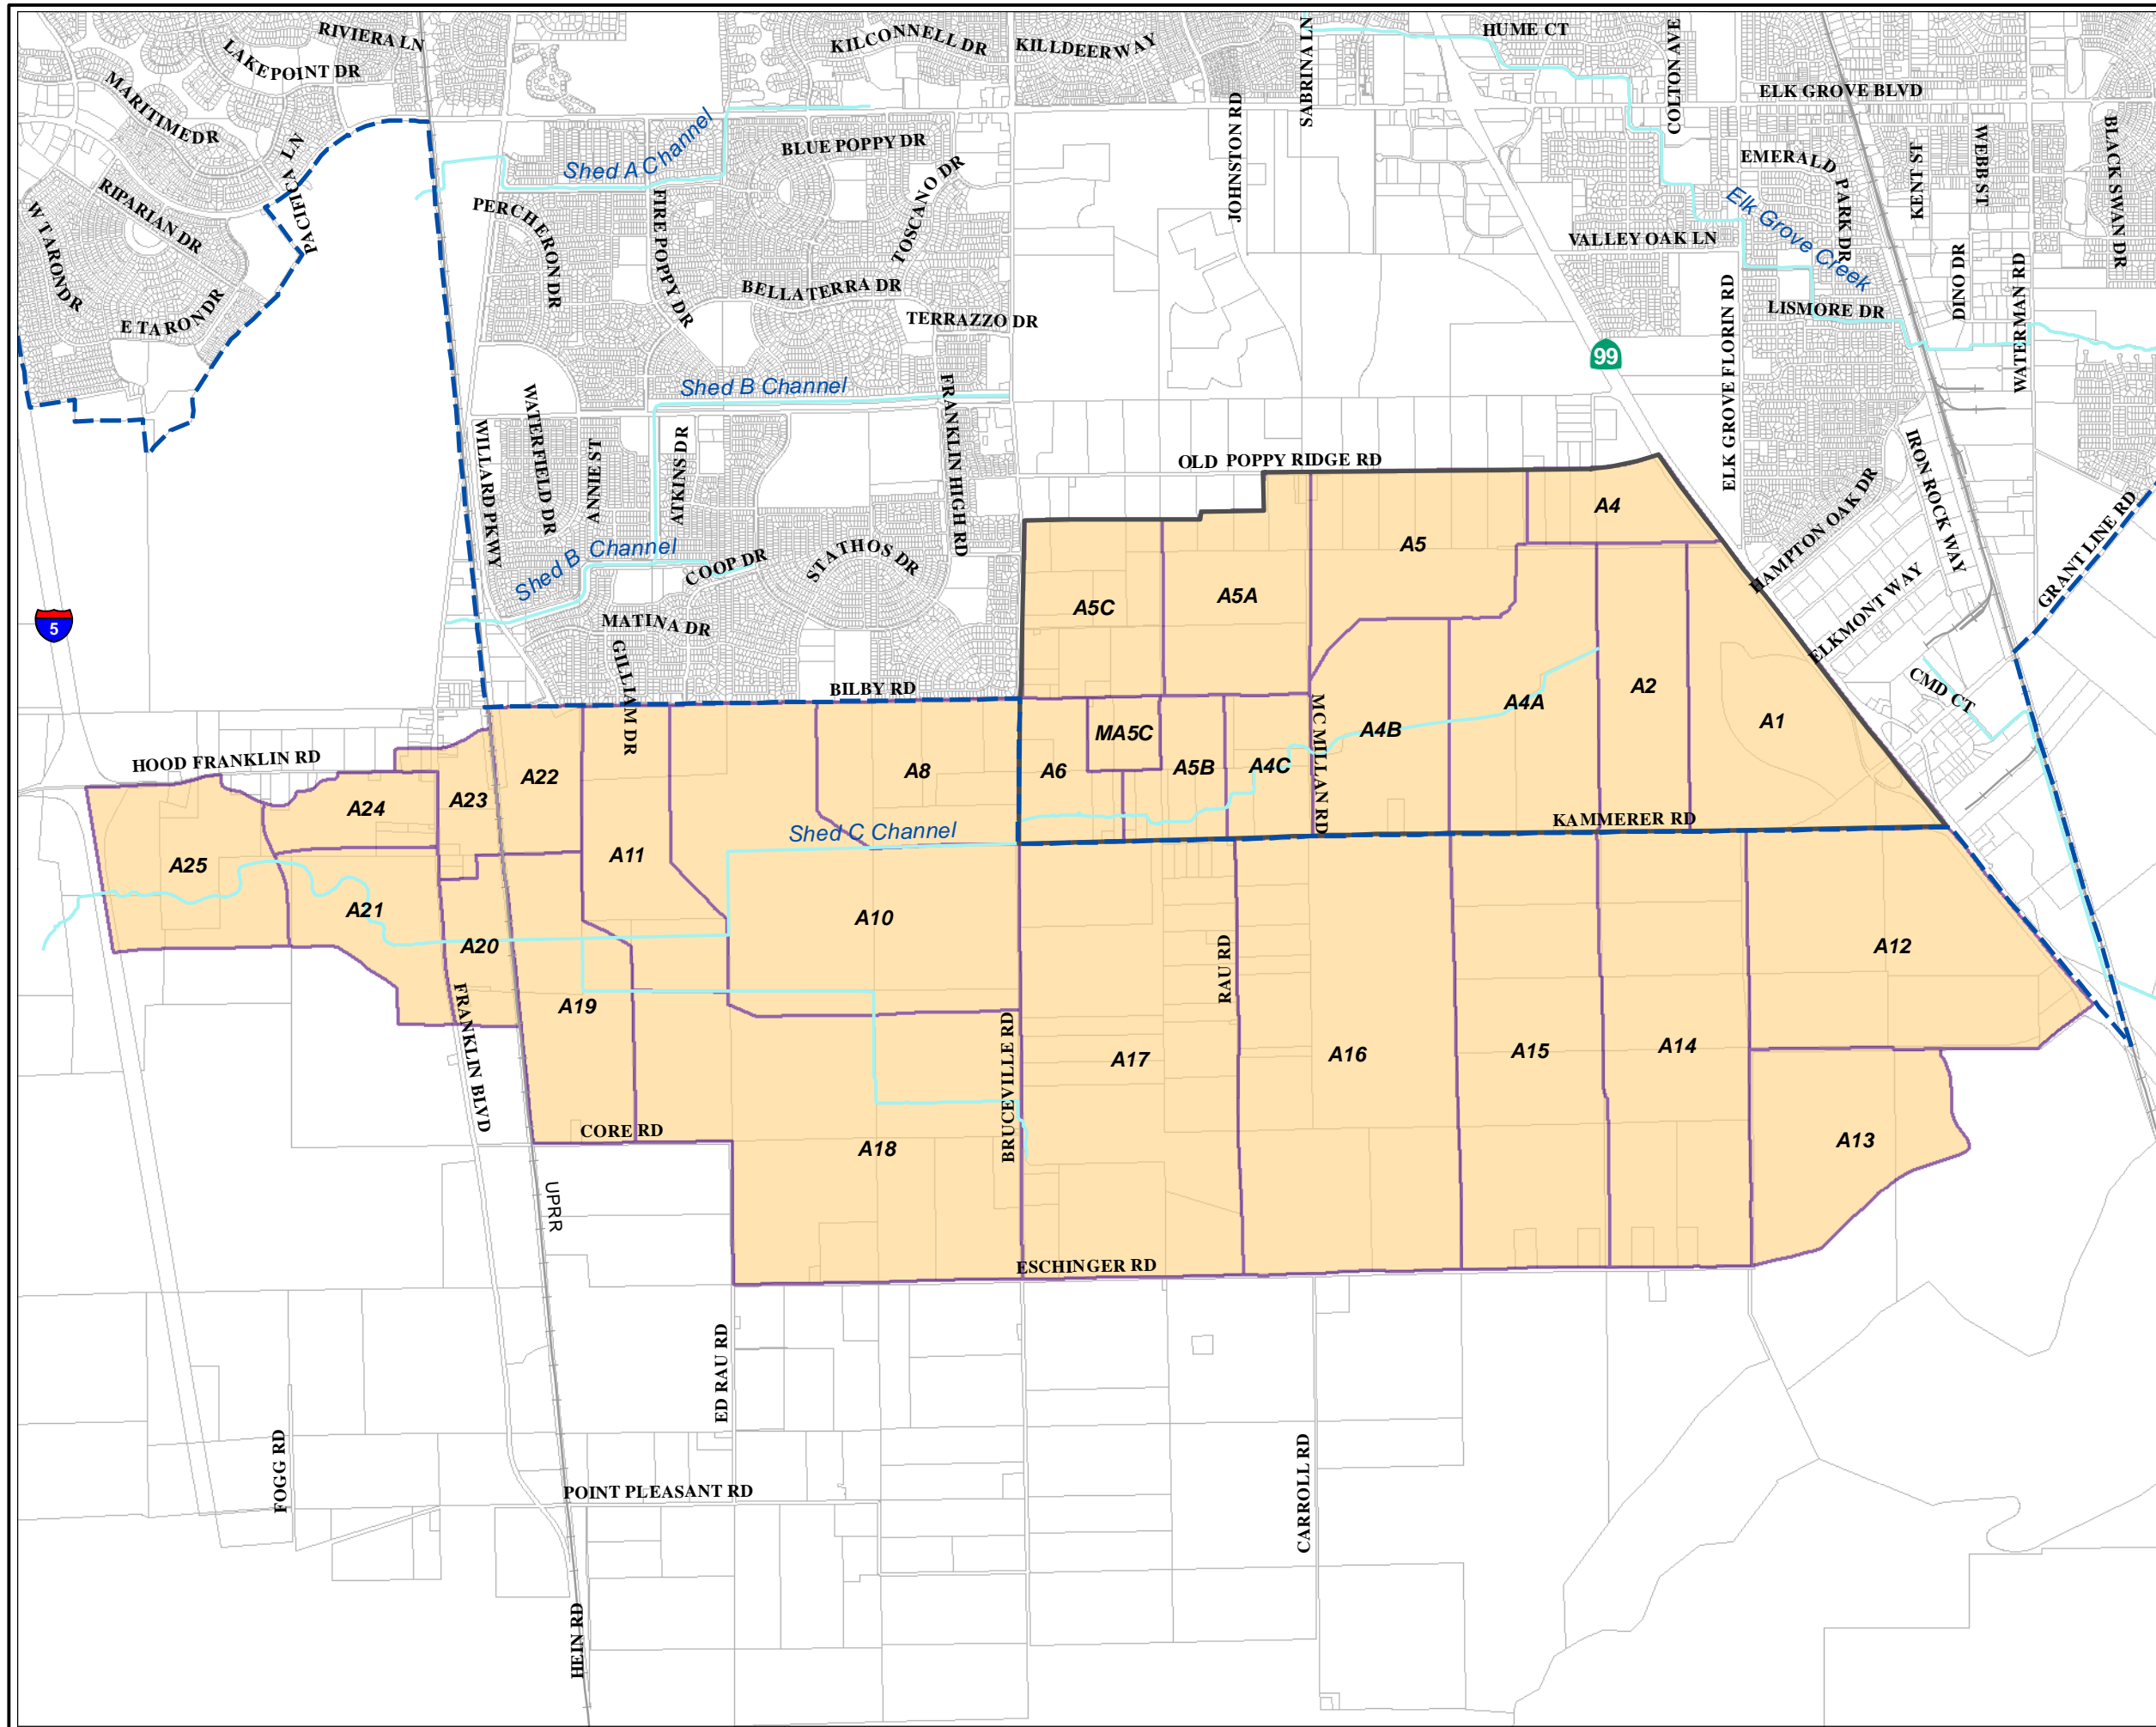 RIVIERA LN
LAKEPOINT DR
MARITIME DR
KILCONNELL DR
KILLDEER WAY
SABRINA LN
HUME CT
COLTON AVE
ELK GROVE BLVD
JOHNSTON RD
PACIFICA LN
RIPARIAN DR
W TARON DR
E TARON DR
Shed A Channel
BLUE POPPY DR
PERCHERON DR
FIRE POPPY DR
TOSCANO DR
BELLATERRA DR
TERRAZZO DR
EMERALD PARK DR
KENT ST
WEBB ST
BLACK SWAN DR
Elk Grove Creek
VALLEY OAK LN
DINO DR
WATERMAN RD
LISMORE DR
ELK GROVE FLORIN RD
99
Shed B Channel
WATERFIELD DR
WILLARD PKWY
ANNIE ST
ATKINS DR
FRANKLIN HIGH RD
OLD POPPY RIDGE RD
IRON ROCK WAY
HAMPTON OAK DR
GRANT LINE RD
A4
A5
Shed B Channel
COOP DR
STATHOS DR
MATINA DR
GILLIAM DR
5
A5C
A5A
ELKMONT WAY
CMD CT
BILBY RD
A2
A1
A4A
A4B
MC MILLAN RD
MA5C
A5B
A4C
A6
HOOD FRANKLIN RD
A22
A8
A23
A24
KAMMERER RD
Shed C Channel
A11
A25
A21
A10
A20
A12
RAU RD
A19
FRANKLIN BLVD
BRUCEVILLE RD
A17
A16
A15
A14
CORE RD
A18
A13
UPRR
ESCHINGER RD
ED RAU RD
FOGG RD
CARROLL RD
POINT PLEASANT RD
HEIN RD